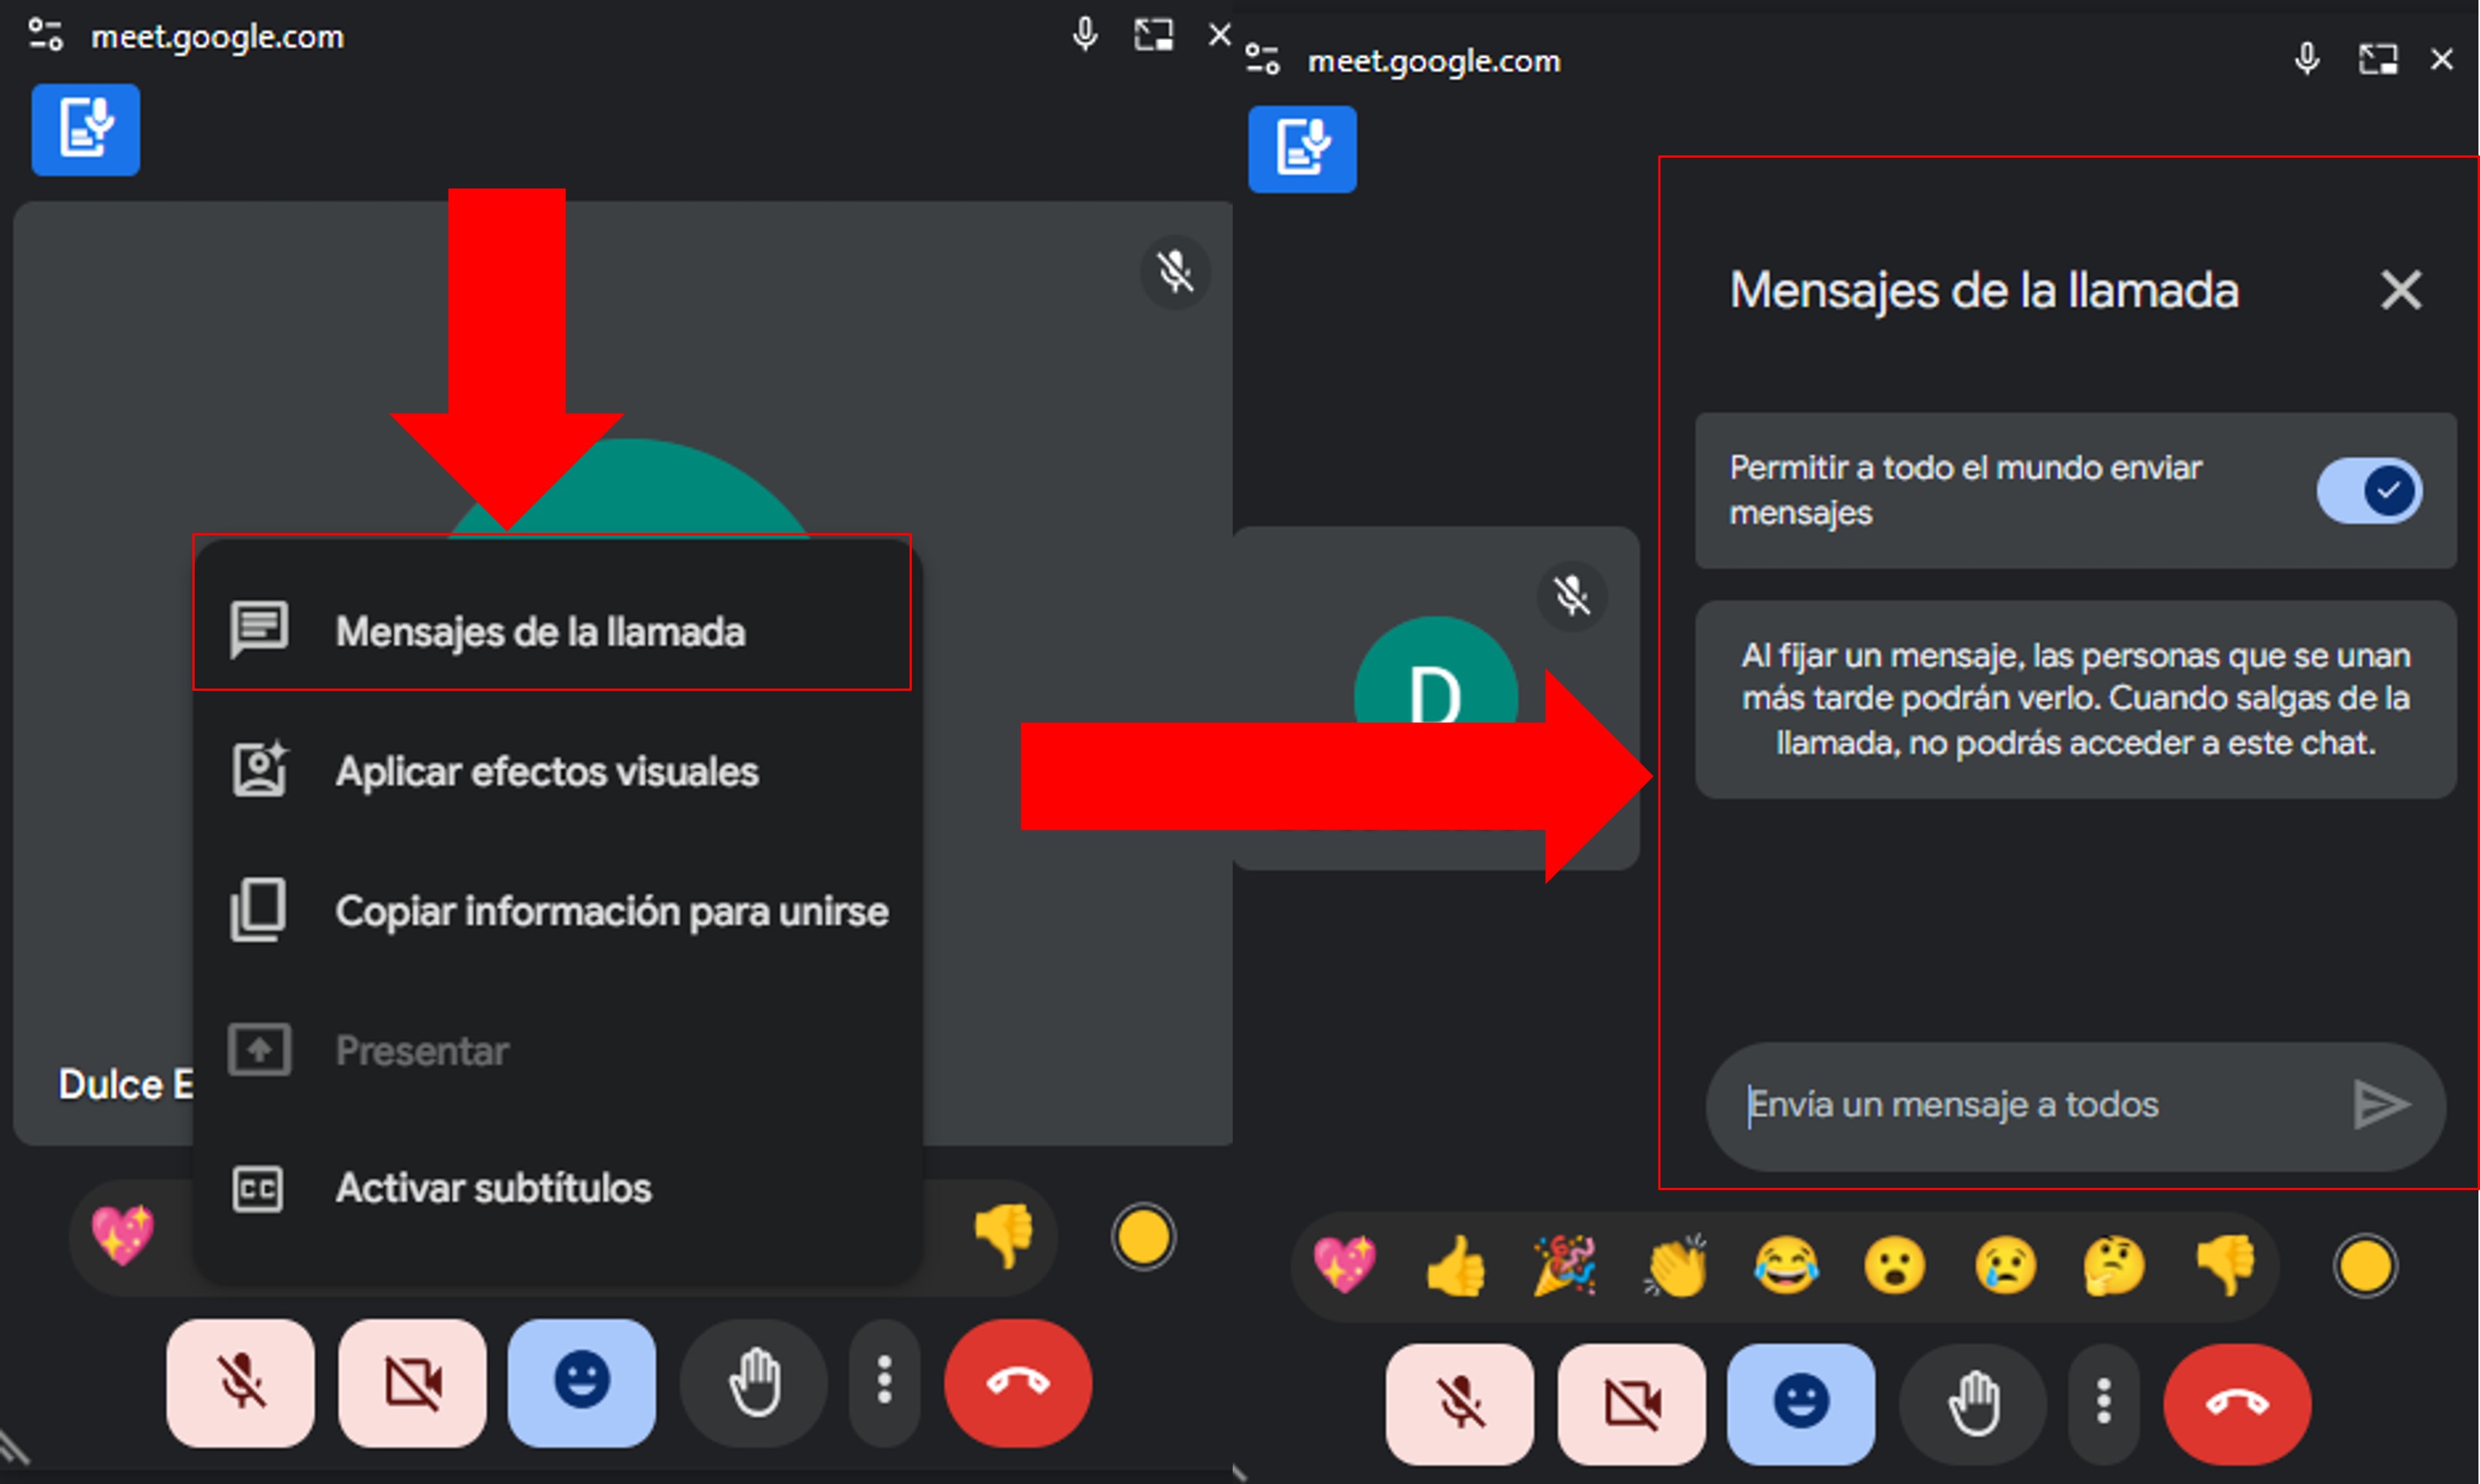 meet.google.com
Mensajes de la llamada
Aplicar efectos visuales
Copiar información para unirse
Presentar
Activar subtítulos
Dulce E
meet.google.com
D
Mensajes de la llamada
Permitir a todo el mundo enviar
mensajes
Al fijar un mensaje, las personas que se unan
más tarde podrán verlo. Cuando salgas de la
llamada, no podrás acceder a este chat.
Envía un mensaje a todos